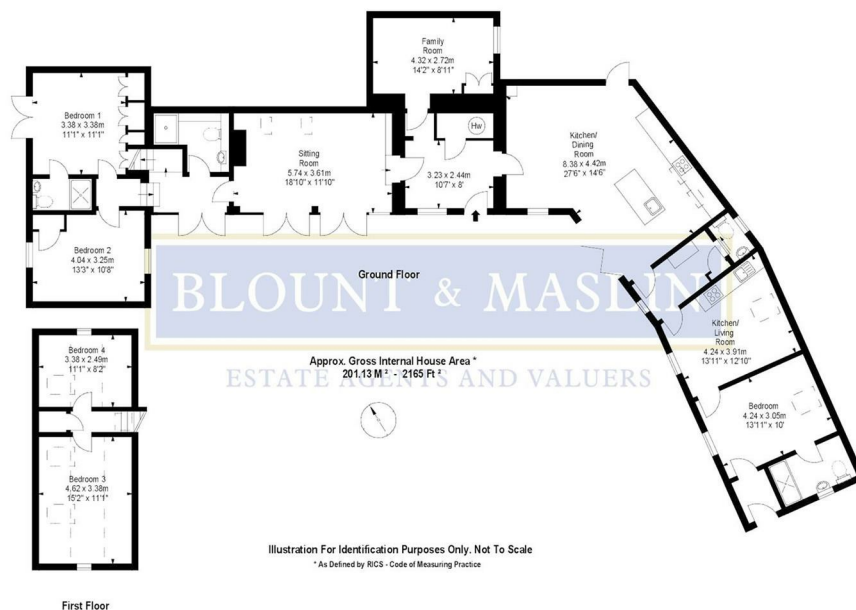 Family
Room
4.32 x 2.72m
14'2" x 8'11"
Bedroom 1
3.38 x 3.38m
11'1" x 11'1"
Sitting
Room
5.74 x 3.61m
18'10" x 11'10"
Hw
3.23 x 2.44m
10'7" x 8'
Kitchen/
Dining
Room
8.38 x 4.42m
27'6" x 14'6"
Bedroom 2
4.04 x 3.25m
13'3" x 10'8"
Ground Floor
BLOUNT & MASLIN
ESTATE AGENTS AND VALUERS
Approx. Gross Internal House Area *
201.13 M² - 2165 Ft²
Kitchen/
Living
Room
4.24 x 3.91m
13'11" x 12'10"
Bedroom
4.24 x 3.05m
13'11" x 10'
Bedroom 4
3.38 x 2.49m
11'1" x 8'2"
Bedroom 3
4.62 x 3.38m
15'2" x 11'1"
Illustration For Identification Purposes Only. Not To Scale
* As Defined by RICS - Code of Measuring Practice
First Floor